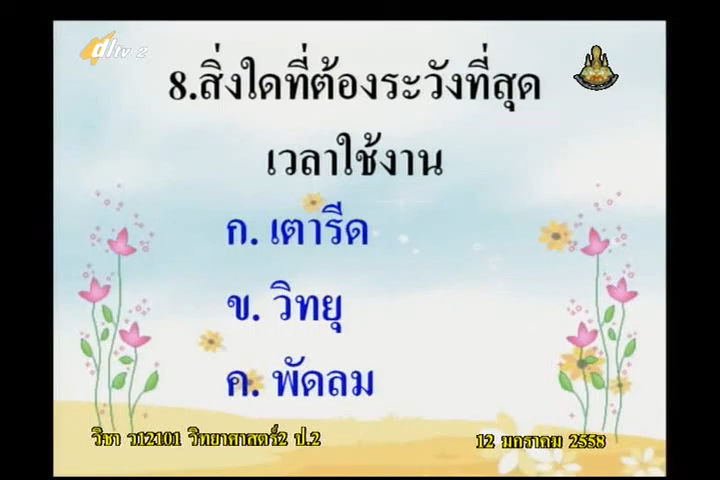 dltv 2
8.สิ่งใดที่ต้องระวังที่สุด
เวลาใช้งาน
ก. เตารีด
ข. วิทยุ
ค. พัดลม
วิชา ว12101 วิทยาศาสตร์2 ป.2
12 มกราคม 2558